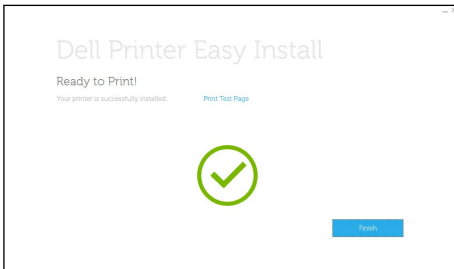 Dell Printer Easy Install
Ready to Print!
Your printer is successfully installed. Print Test Page
Finish